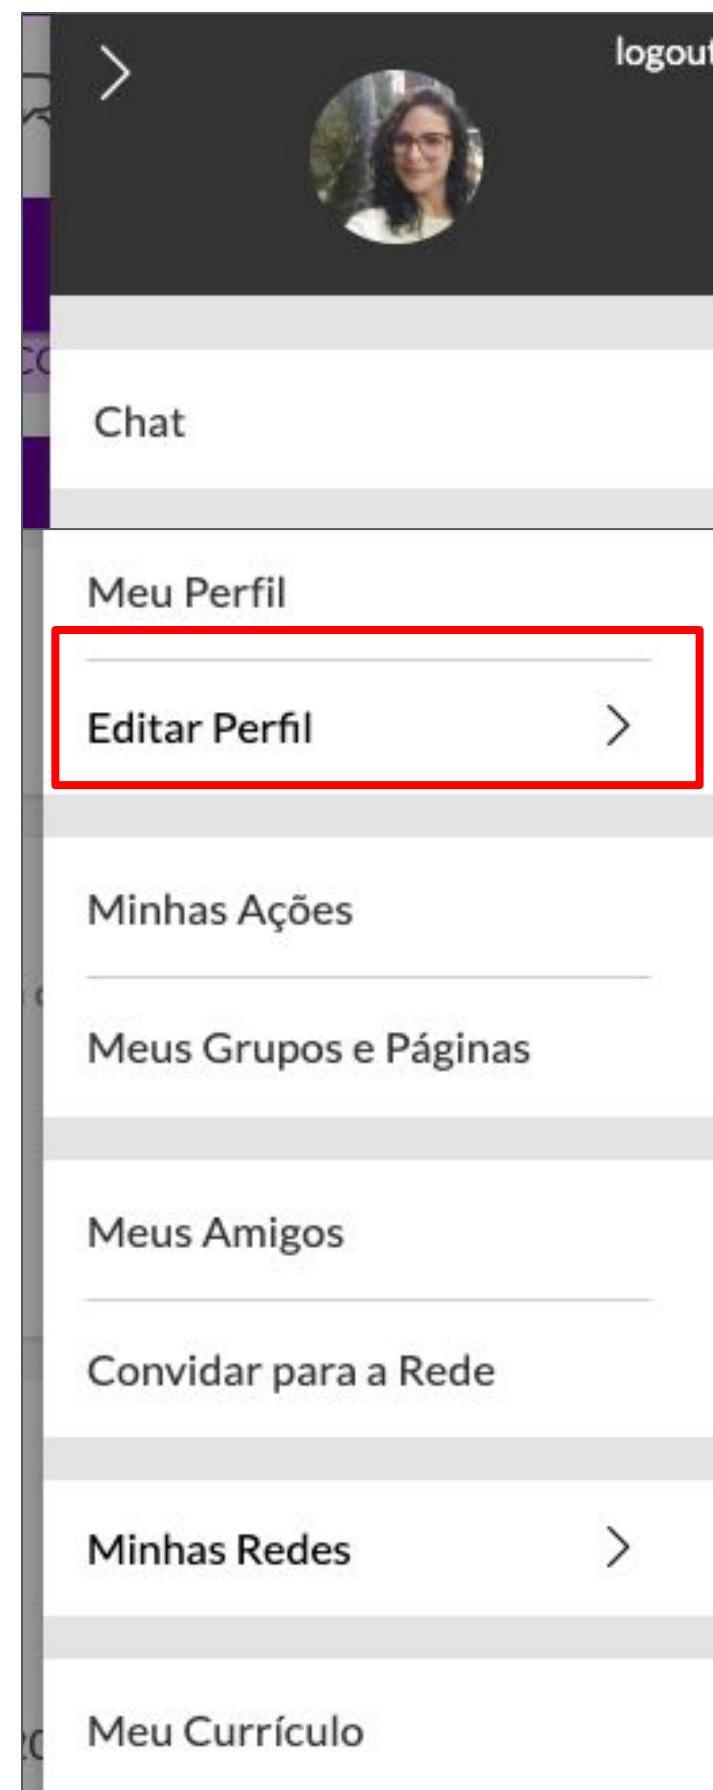 logout
Chat
Meu Perfil
Editar Perfil
Minhas Ações
Meus Grupos e Páginas
Meus Amigos
Convidar para a Rede
Minhas Redes
Meu Currículo